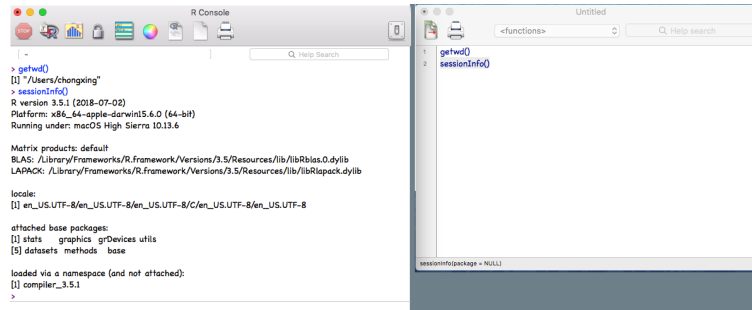 R Console
STOP
~
Help Search
> getwd()
[1] "/Users/chongxing"
> sessionInfo()
R version 3.5.1 (2018-07-02)
Platform: x86_64-apple-darwin15.6.0 (64-bit)
Running under: macOS High Sierra 10.13.6
Matrix products: default
BLAS: /Library/Frameworks/R.framework/Versions/3.5/Resources/lib/libRblas.0.dylib
LAPACK: /Library/Frameworks/R.framework/Versions/3.5/Resources/lib/libRlapack.dylib
locale:
[1] en_US.UTF-8/en_US.UTF-8/en_US.UTF-8/C/en_US.UTF-8/en_US.UTF-8
attached base packages:
[1] stats graphics grDevices utils
[5] datasets methods base
loaded via a namespace (and not attached):
[1] compiler_3.5.1
>
Untitled
<functions>
Help search
1 getwd()
2 sessionInfo()
sessionInfo(package = NULL)